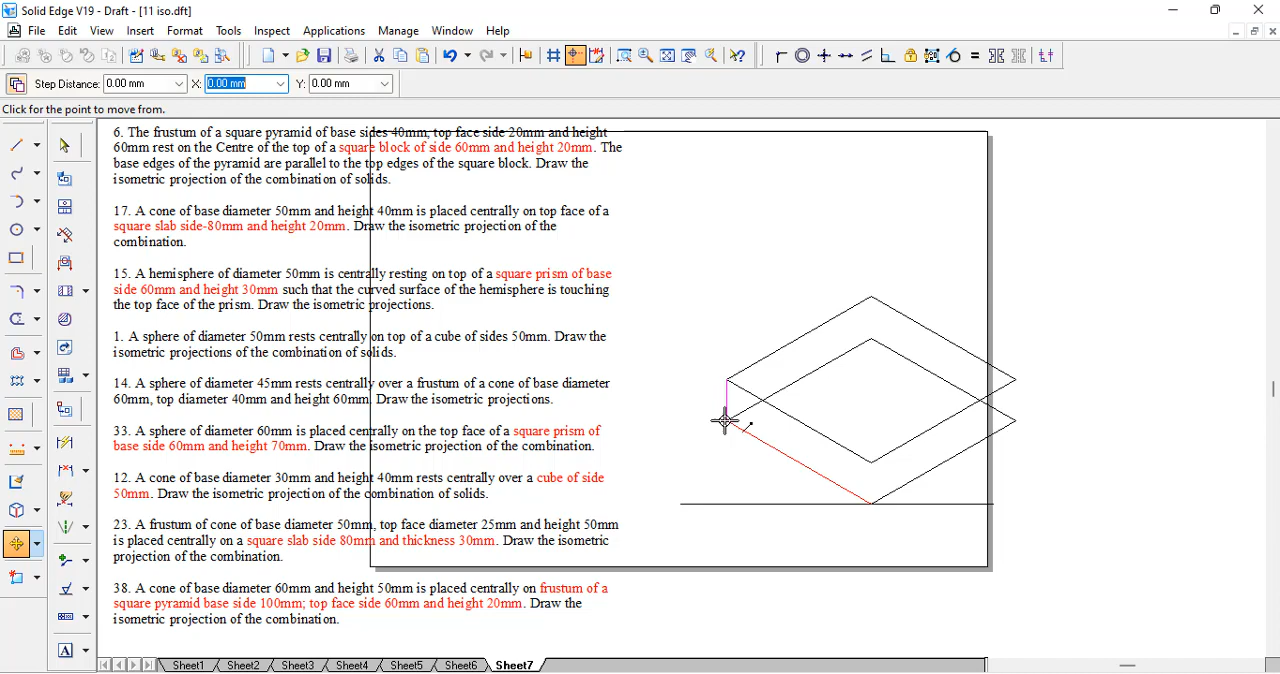 Solid Edge V19 - Draft - [11 iso.dft]
File Edit View Insert Format Tools Inspect Applications Manage Window Help
Step Distance: 0.00 mm X: 0.00 mm Y: 0.00 mm
Click for the point to move from.
6. The frustum of a square pyramid of base sides 40mm, top face side 20mm and height
60mm rest on the Centre of the top of a square block of side 60mm and height 20mm. The
base edges of the pyramid are parallel to the top edges of the square block. Draw the
isometric projection of the combination of solids.
17. A cone of base diameter 50mm and height 40mm is placed centrally on top face of a
square slab side-80mm and height 20mm. Draw the isometric projection of the
combination.
15. A hemisphere of diameter 50mm is centrally resting on top of a square prism of base
side 60mm and height 30mm such that the curved surface of the hemisphere is touching
the top face of the prism. Draw the isometric projections.
1. A sphere of diameter 50mm rests centrally on top of a cube of sides 50mm. Draw the
isometric projections of the combination of solids.
14. A sphere of diameter 45mm rests centrally over a frustum of a cone of base diameter
60mm, top diameter 40mm and height 60mm. Draw the isometric projections.
33. A sphere of diameter 60mm is placed centrally on the top face of a square prism of
base side 60mm and height 70mm. Draw the isometric projection of the combination.
12. A cone of base diameter 30mm and height 40mm rests centrally over a cube of side
50mm. Draw the isometric projection of the combination of solids.
23. A frustum of cone of base diameter 50mm, top face diameter 25mm and height 50mm
is placed centrally on a square slab side 80mm and thickness 30mm. Draw the isometric
projection of the combination.
38. A cone of base diameter 60mm and height 50mm is placed centrally on frustum of a
square pyramid base side 100mm; top face side 60mm and height 20mm. Draw the
isometric projection of the combination.
Sheet1 Sheet2 Sheet3 Sheet4 Sheet5 Sheet6 Sheet7